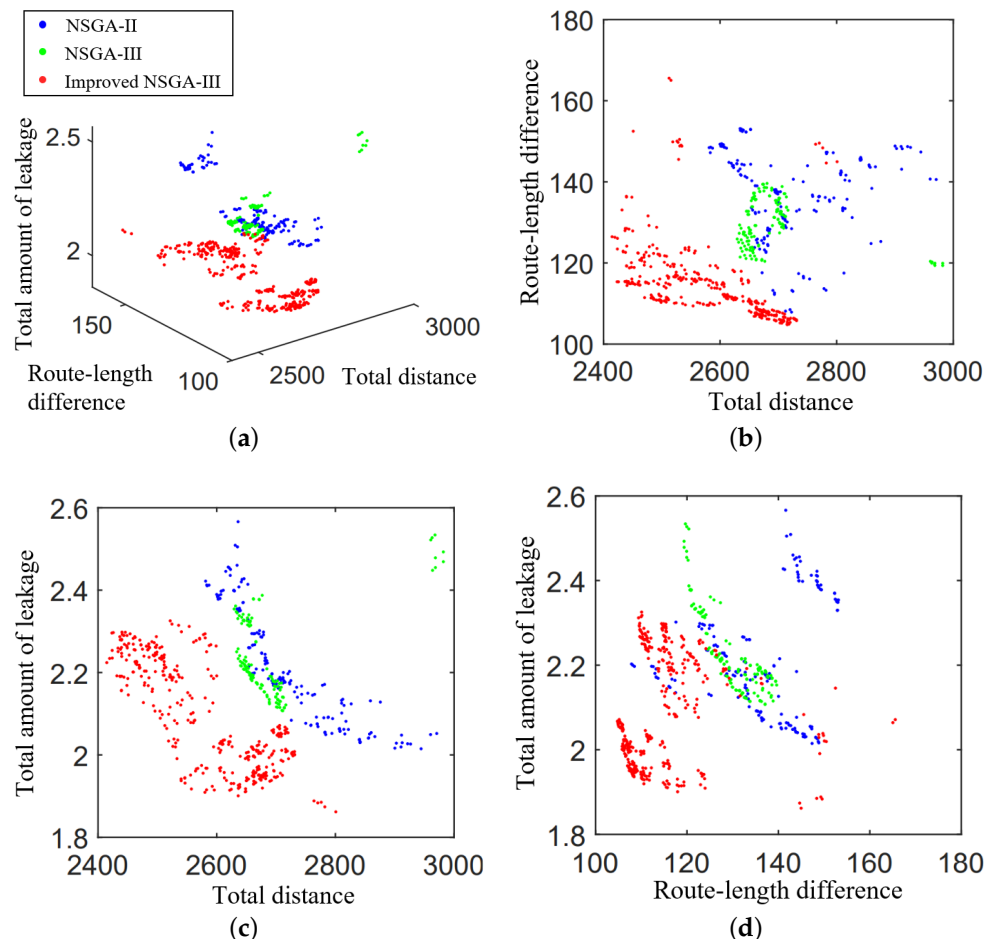 NSGA-II
NSGA-III
Improved NSGA-III
Total amount of leakage
2.5
2
150
100
2500
3000
Route-length
difference
Total distance
(a)
Route-length difference
180
160
140
120
100
2400
2600
2800
3000
Total distance
(b)
Total amount of leakage
2.6
2.4
2.2
2
1.8
2400
2600
2800
3000
Total distance
(c)
Total amount of leakage
2.6
2.4
2.2
2
1.8
100
120
140
160
180
Route-length difference
(d)